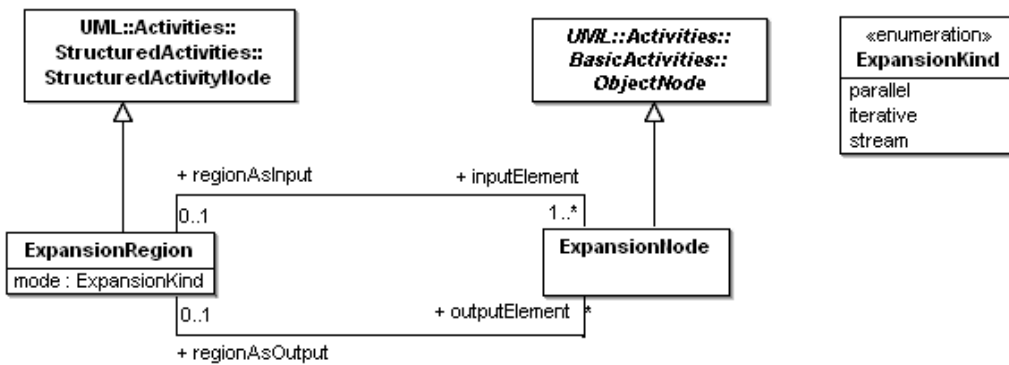 UML::Activities::
StructuredActivities::
StructuredActivityNode
UML::Activities::
BasicActivities::
ObjectNode
«enumeration»
ExpansionKind
parallel
iterative
stream
+ regionAsInput
+ inputElement
0..1
1..*
ExpansionRegion
mode : ExpansionKind
ExpansionNode
0..1
+ outputElement
*
+ regionAsOutput